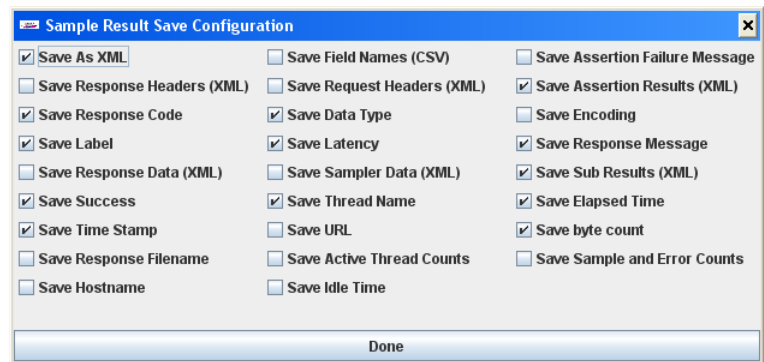 Sample Result Save Configuration
Save As XML Save Field Names (CSV) Save Assertion Failure Message
Save Response Headers (XML) Save Request Headers (XML) Save Assertion Results (XML)
Save Response Code Save Data Type Save Encoding
Save Label Save Latency Save Response Message
Save Response Data (XML) Save Sampler Data (XML) Save Sub Results (XML)
Save Success Save Thread Name Save Elapsed Time
Save Time Stamp Save URL Save byte count
Save Response Filename Save Active Thread Counts Save Sample and Error Counts
Save Hostname Save Idle Time
Done